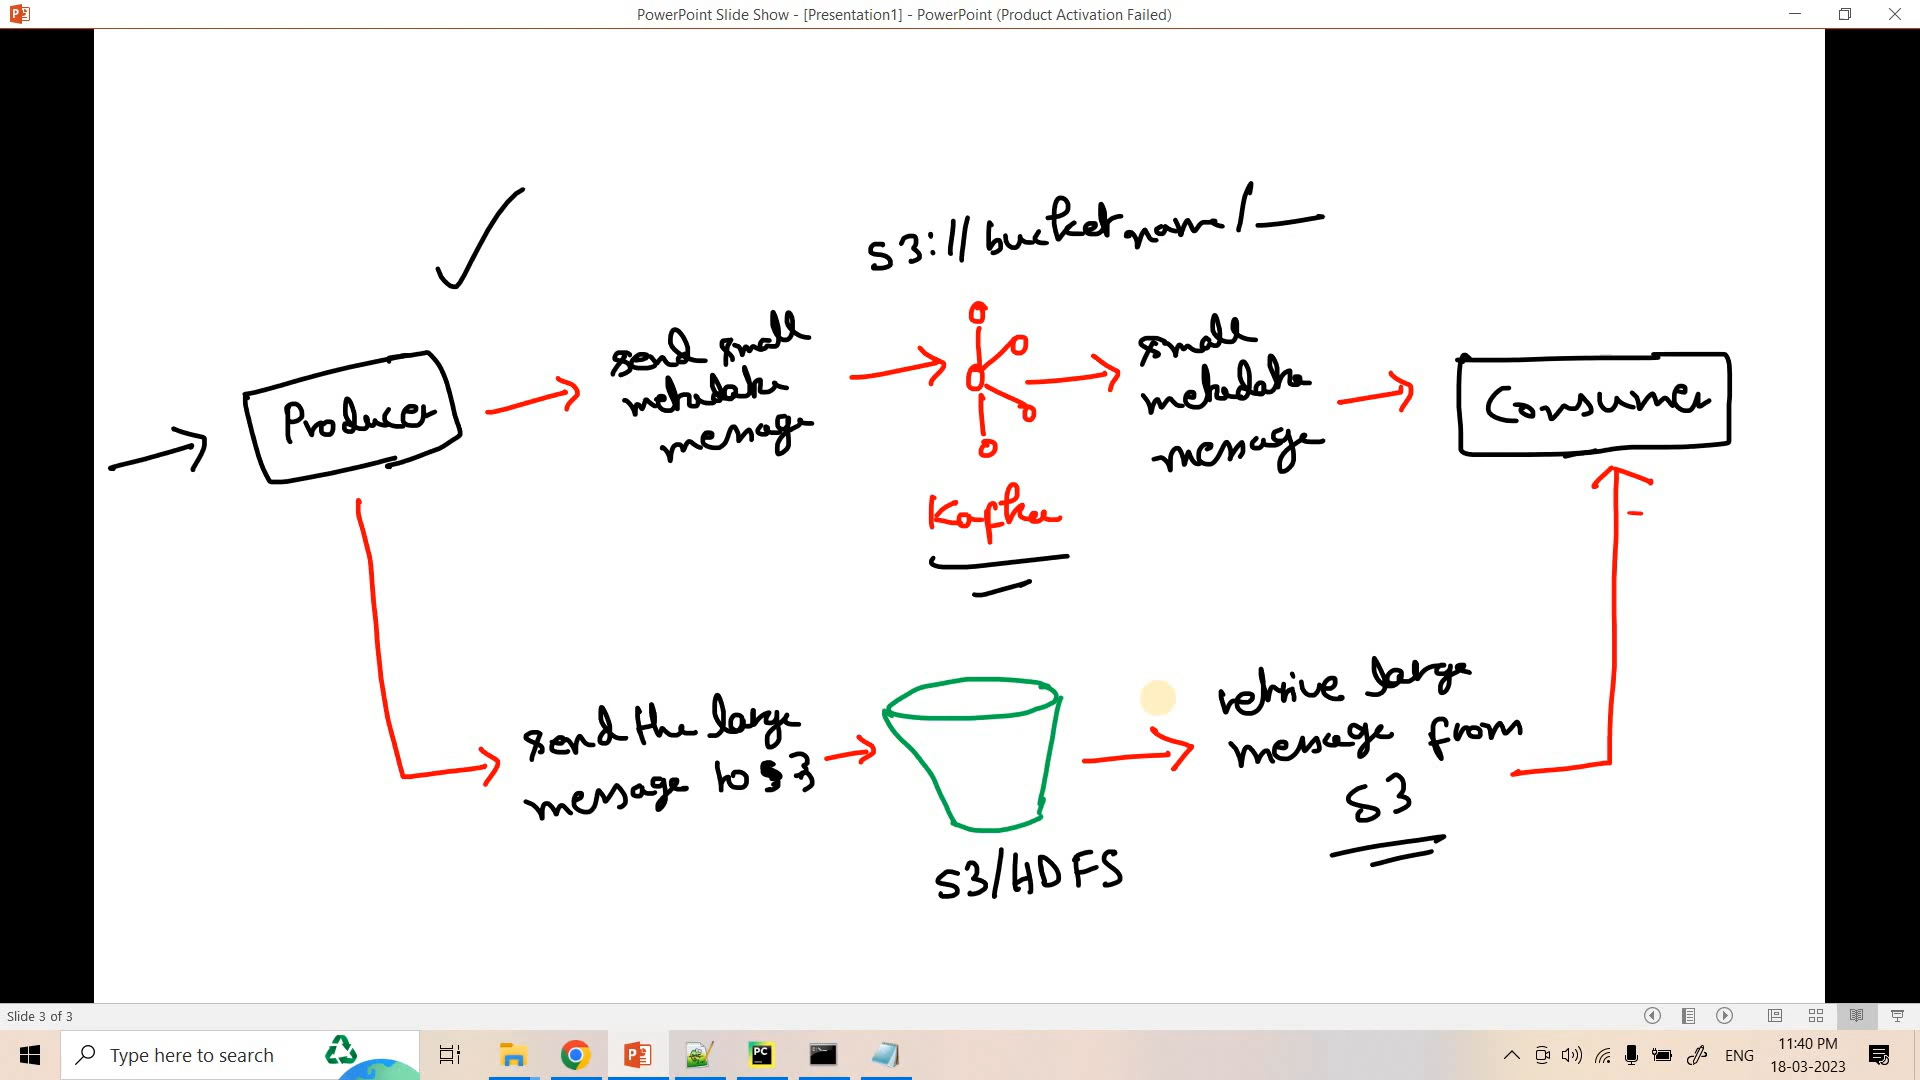 PowerPoint Slide Show - [Presentation1] - PowerPoint (Product Activation Failed)
s3://bucketname/
send small
metadata
message
small
metadata
message
Producer
Consumer
Kafka
send the large
message to S3
retrive large
message from
S3
S3/HDFS
Slide 3 of 3
Type here to search
PC
ENG
11:40 PM
18-03-2023